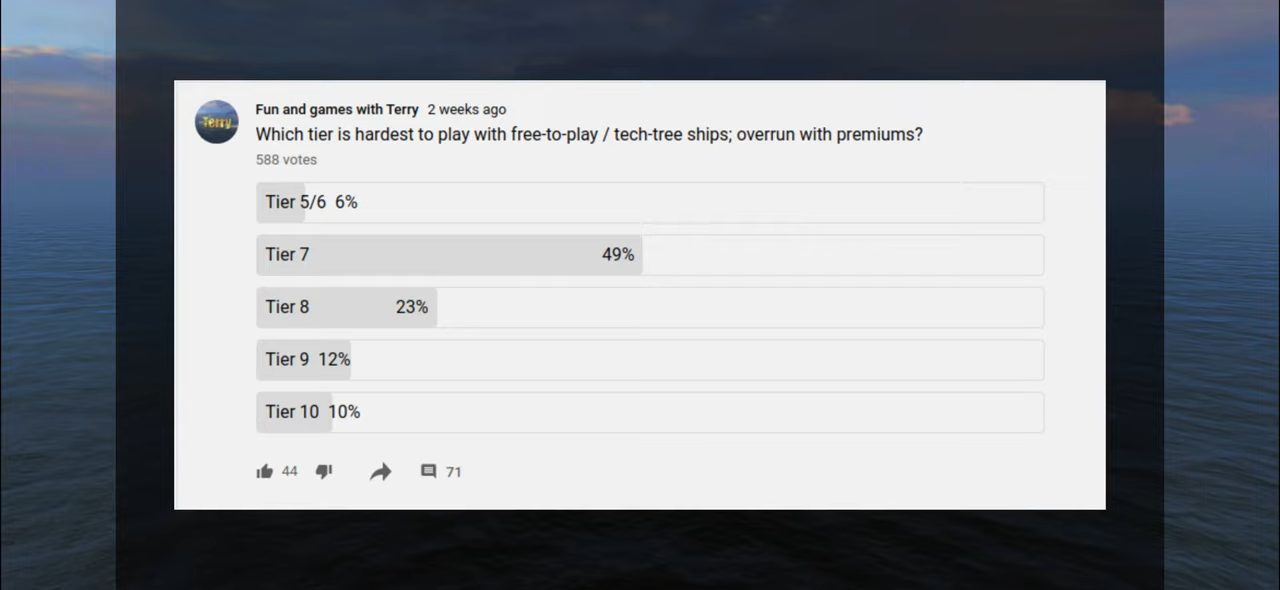 Terry
Fun and games with Terry 2 weeks ago
Which tier is hardest to play with free-to-play / tech-tree ships; overrun with premiums?
588 votes
Tier 5/6 6%
Tier 7 49%
Tier 8 23%
Tier 9 12%
Tier 10 10%
44 71